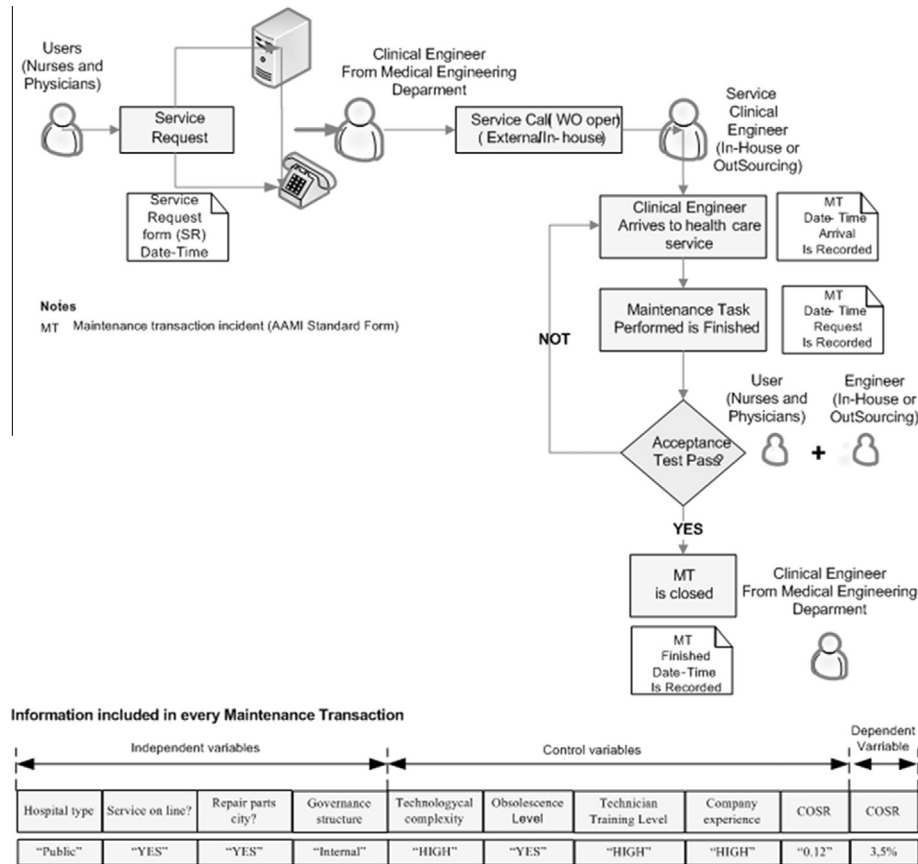 Users
(Nurses and
Physicians)
Service
Request
Service
Request
form (SR)
Date-Time
Clinical Engineer
From Medical Engineering
Deparment
Service Call( WO oper)
( External/In- house)
Service
Clinical
Engineer
(In-House or
OutSourcing)
Clinical Engineer
Arrives to health care
service
MT
Date- Time
Arrival
Is Recorded
Notes
MT Maintenance transaction incident (AAMI Standard Form)
Maintenance Task
Performed is Finished
MT
Date- Time
Request
Is Recorded
NOT
User
(Nurses and
Physicians)
Engineer
(In-House or
OutSourcing)
+
Acceptance
Test Pass?
YES
MT
is closed
Clinical Engineer
From Medical Engineering
Deparment
MT
Finished
Date-Time
Is Recorded
Information included in every Maintenance Transaction
Independent variables
Control variables
Dependent
Varriable
Hospital type
Service on line?
Repair parts
city?
Governance
structure
Technologycal
complexity
Obsolescence
Level
Technician
Training Level
Company
experience
COSR
COSR
“Public”
“YES”
“YES”
“Internal”
“HIGH”
“YES”
“HIGH”
“HIGH”
“0.12”
3,5%